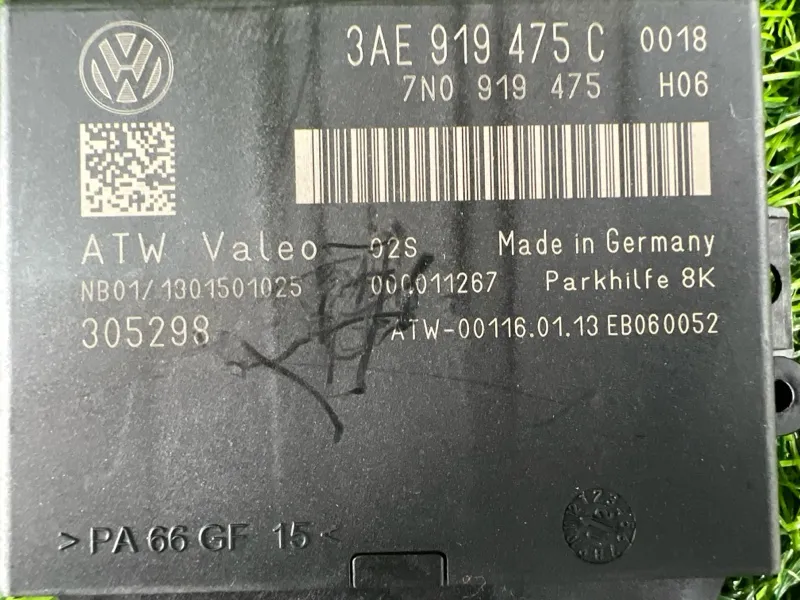 3AE 919 475 C 0018
7N0 919 475 H06
ATW Valeo 02S Made in Germany
NB01/1301501025 000011267 Parkhilfe 8K
305298 ATW-00116.01.13 EB060052
>PA 66 GF 15<